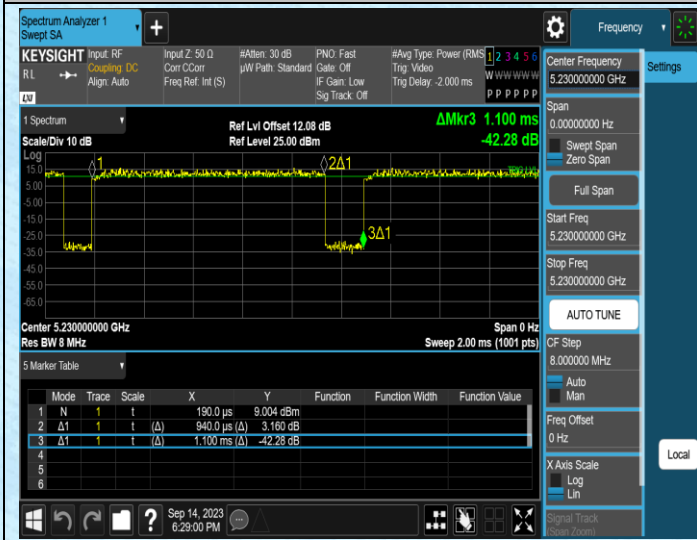 Spectrum Analyzer 1
Swept SA
+
Frequency
KEYSIGHT
RL
LXI
Input: RF
Coupling: DC
Align: Auto
Input Z: 50 Ω
Corr CCorr
Freq Ref: Int (S)
#Atten: 30 dB
µW Path: Standard
PNO: Fast
Gate: Off
IF Gain: Low
Sig Track: Off
#Avg Type: Power (RMS
Trig: Video
Trig Delay: -2.000 ms
1 2 3 4 5 6
W W W W W W
P P P P P P
1 Spectrum
Scale/Div 10 dB
Ref Lvl Offset 12.08 dB
Ref Level 25.00 dBm
ΔMkr3 1.100 ms
-42.28 dB
Log
15.0
5.00
-5.00
-15.0
-25.0
-35.0
-45.0
-55.0
-65.0
1
2Δ1
3Δ1
TRIG LVL
Center 5.230000000 GHz
Res BW 8 MHz
Span 0 Hz
Sweep 2.00 ms (1001 pts)
5 Marker Table
Mode Trace Scale X Y Function Function Width Function Value
1 N 1 t 190.0 µs 9.004 dBm
2 Δ1 1 t (Δ) 940.0 µs (Δ) 3.160 dB
3 Δ1 1 t (Δ) 1.100 ms (Δ) -42.28 dB
4
5
6
Sep 14, 2023
6:29:00 PM
?
Center Frequency
5.230000000 GHz
Settings
Span
0.00000000 Hz
Swept Span
Zero Span
Full Span
Start Freq
5.230000000 GHz
Stop Freq
5.230000000 GHz
AUTO TUNE
CF Step
8.000000 MHz
Auto
Man
Freq Offset
0 Hz
X Axis Scale
Log
Lin
Signal Track
(Span Zoom)
Local